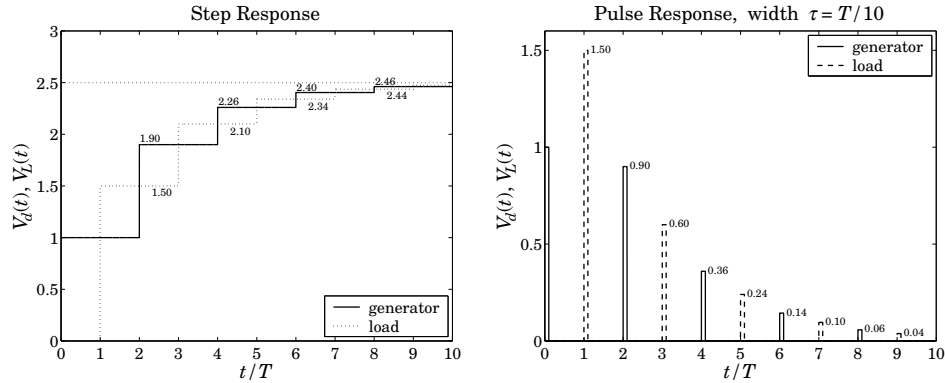 Step Response
3
2.5
2
1.5
1
0.5
0
V_d(t), V_L(t)
2.46
2.40
2.44
2.34
2.26
2.10
1.90
1.50
generator
load
0 1 2 3 4 5 6 7 8 9 10
t/T
Pulse Response, width τ = T/10
1.5
1
0.5
0
V_d(t), V_L(t)
generator
load
1.50
0.90
0.60
0.36
0.24
0.14
0.10
0.06
0.04
0 1 2 3 4 5 6 7 8 9 10
t/T